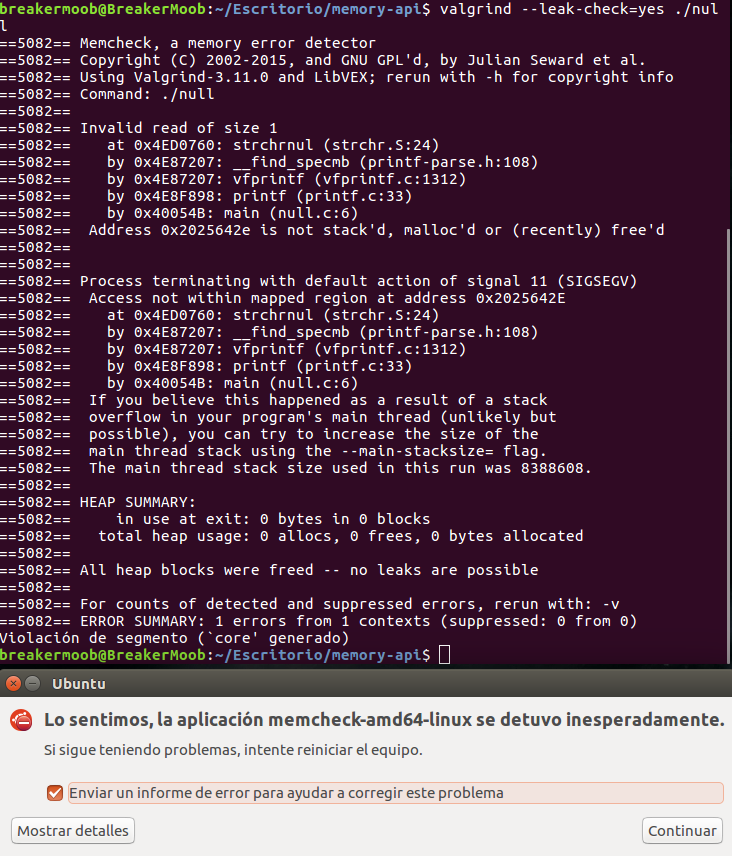 breakermoob@BreakerMoob:~/Escritorio/memory-api$ valgrind --leak-check=yes ./nul
l
==5082== Memcheck, a memory error detector
==5082== Copyright (C) 2002-2015, and GNU GPL'd, by Julian Seward et al.
==5082== Using Valgrind-3.11.0 and LibVEX; rerun with -h for copyright info
==5082== Command: ./null
==5082==
==5082== Invalid read of size 1
==5082==    at 0x4ED0760: strchrnul (strchr.S:24)
==5082==    by 0x4E87207: __find_specmb (printf-parse.h:108)
==5082==    by 0x4E87207: vfprintf (vfprintf.c:1312)
==5082==    by 0x4E8F898: printf (printf.c:33)
==5082==    by 0x40054B: main (null.c:6)
==5082==  Address 0x2025642e is not stack'd, malloc'd or (recently) free'd
==5082==
==5082==
==5082== Process terminating with default action of signal 11 (SIGSEGV)
==5082==  Access not within mapped region at address 0x2025642E
==5082==    at 0x4ED0760: strchrnul (strchr.S:24)
==5082==    by 0x4E87207: __find_specmb (printf-parse.h:108)
==5082==    by 0x4E87207: vfprintf (vfprintf.c:1312)
==5082==    by 0x4E8F898: printf (printf.c:33)
==5082==    by 0x40054B: main (null.c:6)
==5082==  If you believe this happened as a result of a stack
==5082==  overflow in your program's main thread (unlikely but
==5082==  possible), you can try to increase the size of the
==5082==  main thread stack using the --main-stacksize= flag.
==5082==  The main thread stack size used in this run was 8388608.
==5082==
==5082== HEAP SUMMARY:
==5082==     in use at exit: 0 bytes in 0 blocks
==5082==   total heap usage: 0 allocs, 0 frees, 0 bytes allocated
==5082==
==5082== All heap blocks were freed -- no leaks are possible
==5082==
==5082== For counts of detected and suppressed errors, rerun with: -v
==5082== ERROR SUMMARY: 1 errors from 1 contexts (suppressed: 0 from 0)
Violación de segmento (`core' generado)
breakermoob@BreakerMoob:~/Escritorio/memory-api$
Ubuntu
Lo sentimos, la aplicación memcheck-amd64-linux se detuvo inesperadamente.
Si sigue teniendo problemas, intente reiniciar el equipo.
Enviar un informe de error para ayudar a corregir este problema
Mostrar detalles
Continuar